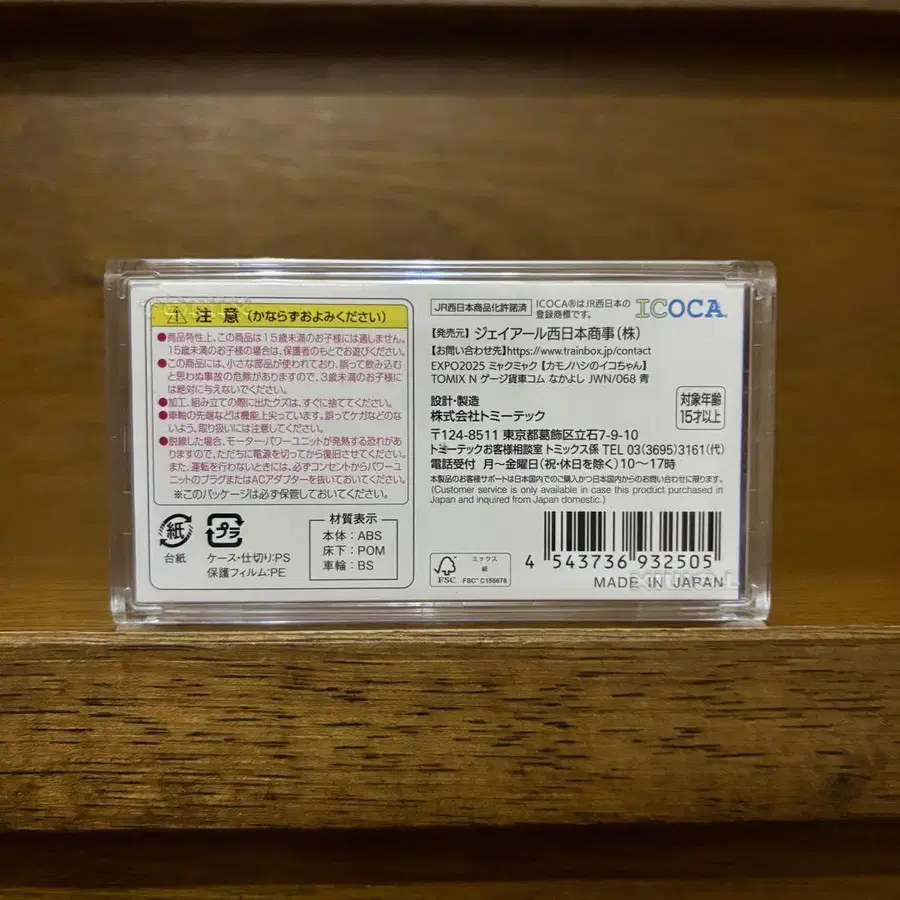 注意(かならずおよみください)
●商品特性上、この商品は15歳未満のお子様には適しません。
15歳未満のお子様の場合は、保護者のもとでお遊びください。
●この商品には、小さな部品が使われており、誤って飲み込む
と思わぬ事故の危険がありますので、3歳未満のお子様に
は絶対に与えないでください。
●加工、組み立ての際に出たクズは、すぐに捨ててください。
●車軸の先端などは機能上尖っています。誤ってケガなどのな
いよう、取り扱いには注意してください。
●脱線した場合、モーターパワーユニットが発熱する恐れがあり
ますので、ただちに電源を切ってから復旧させてください。
また、運転を行わないときには、必ずコンセントからパワーユ
ニットのプラグまたはACアダプターを抜いておいてください。
※このパッケージは必ず保管しておいてください。
紙
台紙
プラ
ケース・仕切り:PS
保護フィルム:PE
材質表示
本体:ABS
床下:POM
車輪:BS
JR西日本商品化許諾済
ICOCA®はJR西日本の
登録商標です。
ICOCA
【発売元】ジェイアール西日本商事(株)
【お問い合わせ先】https://www.trainbox.jp/contact
EXPO2025 ミャクミャク【カモノハシのイコちゃん】
TOMIX N ゲージ貨車コム なかよし JWN/068 青
設計・製造
株式会社トミーテック
対象年齢
15才以上
〒124-8511 東京都葛飾区立石7-9-10
トミーテックお客様相談室 トミックス係 TEL 03(3695)3161(代)
電話受付 月〜金曜日(祝・休日を除く)10〜17時
本製品のお客様サポートは日本国内でのご購入かつ日本国内からのお問い合わせに限ります。
(Customer service is only available in case this product purchased in
Japan and inquired from Japan domestic.)
FSC
ミックス
紙
FSC™ C155676
4 543736 932505
MADE IN JAPAN